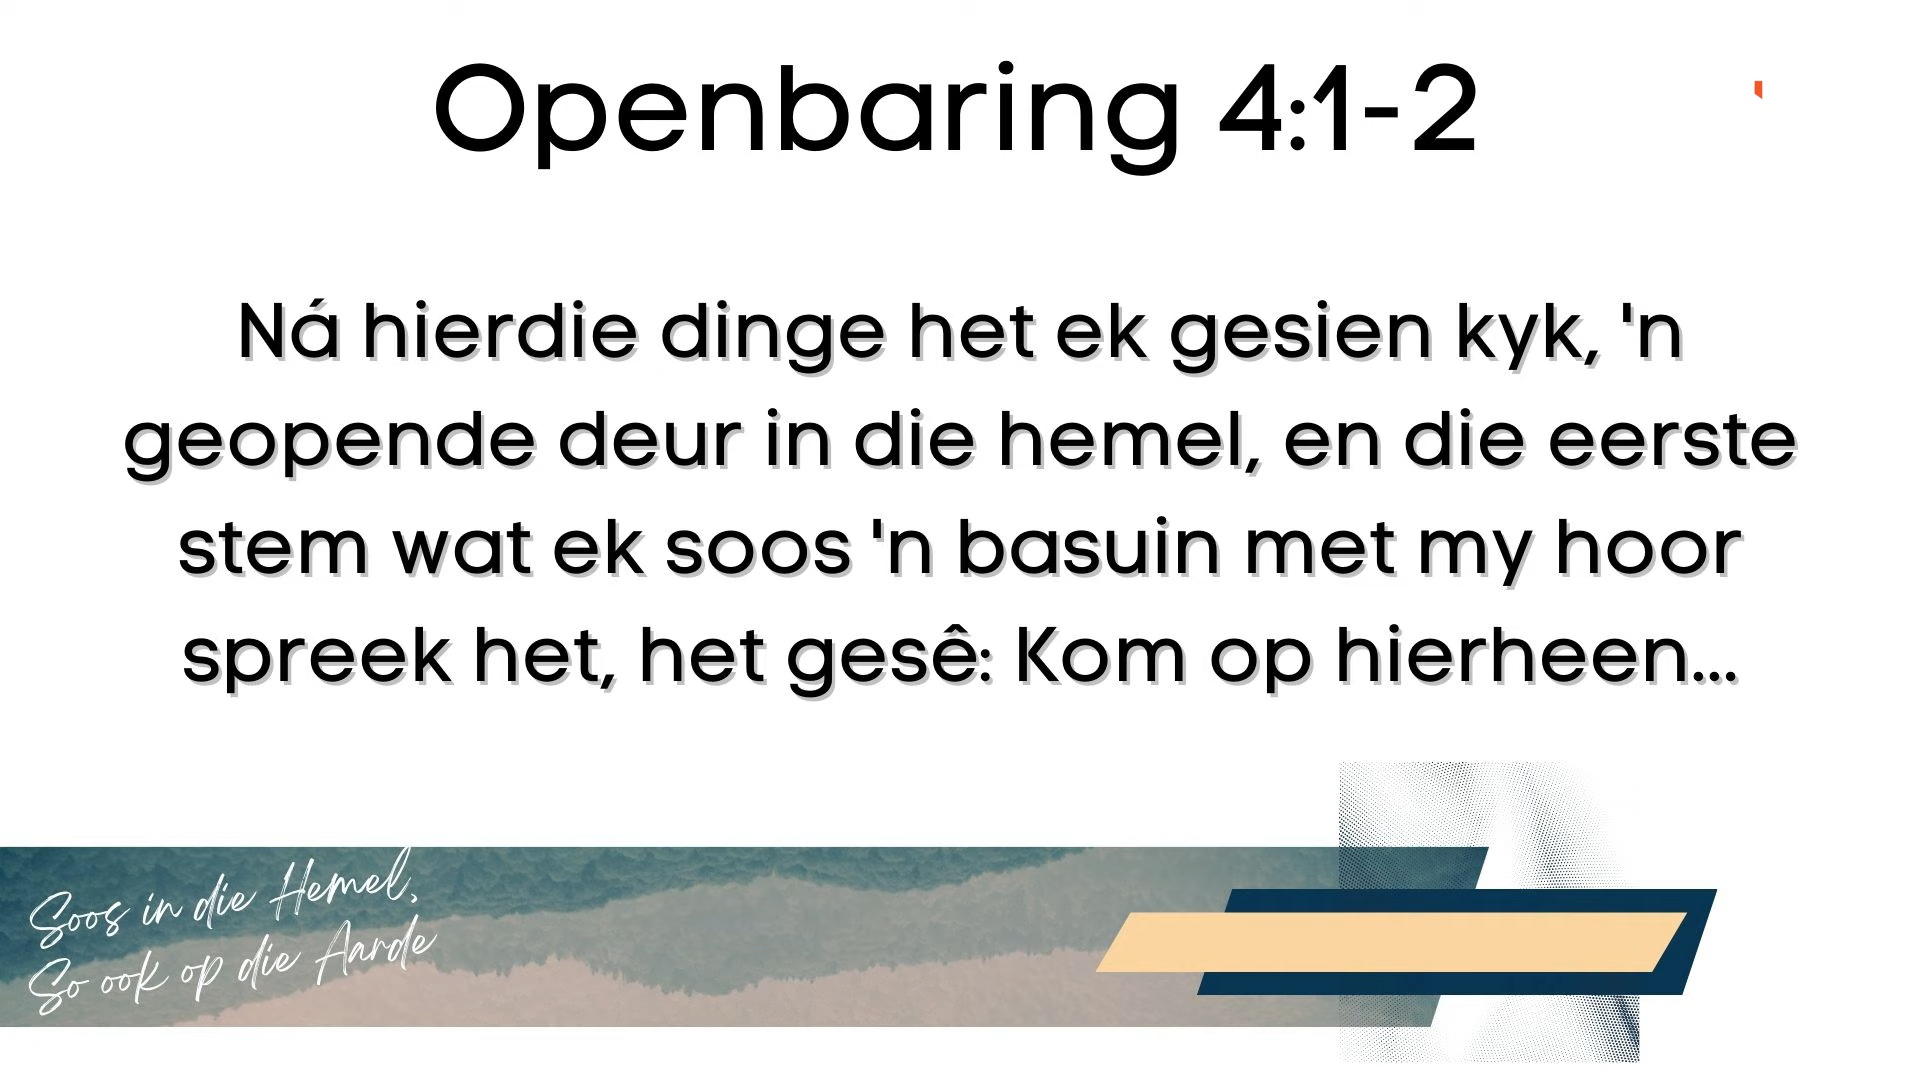 Openbaring 4:1-2
Ná hierdie dinge het ek gesien kyk, 'n
geopende deur in die hemel, en die eerste
stem wat ek soos 'n basuin met my hoor
spreek het, het gesê: Kom op hierheen...
Soos in die Hemel,
So ook op die Aarde